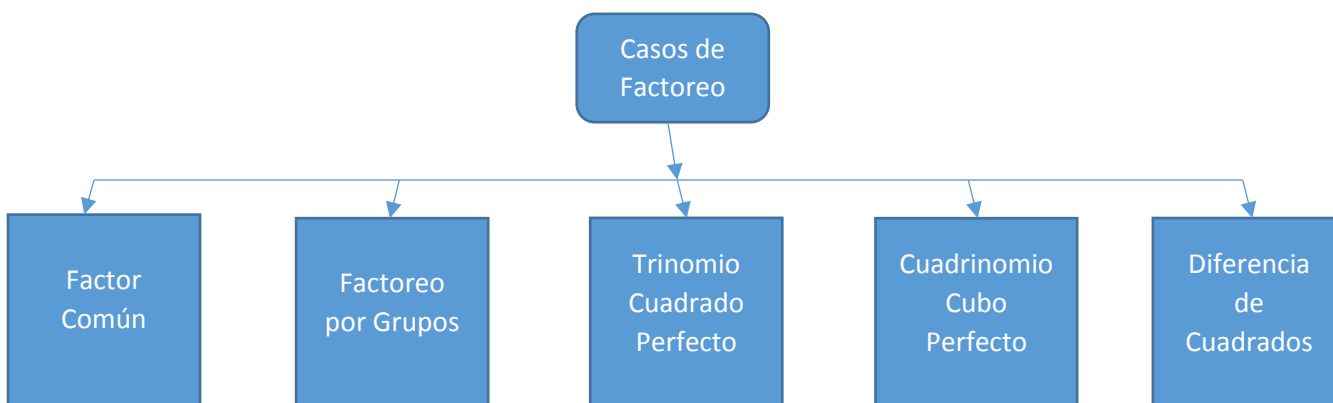 Casos de
Factoreo
Factor
Común
Factoreo
por Grupos
Trinomio
Cuadrado
Perfecto
Cuadrinomio
Cubo
Perfecto
Diferencia
de
Cuadrados